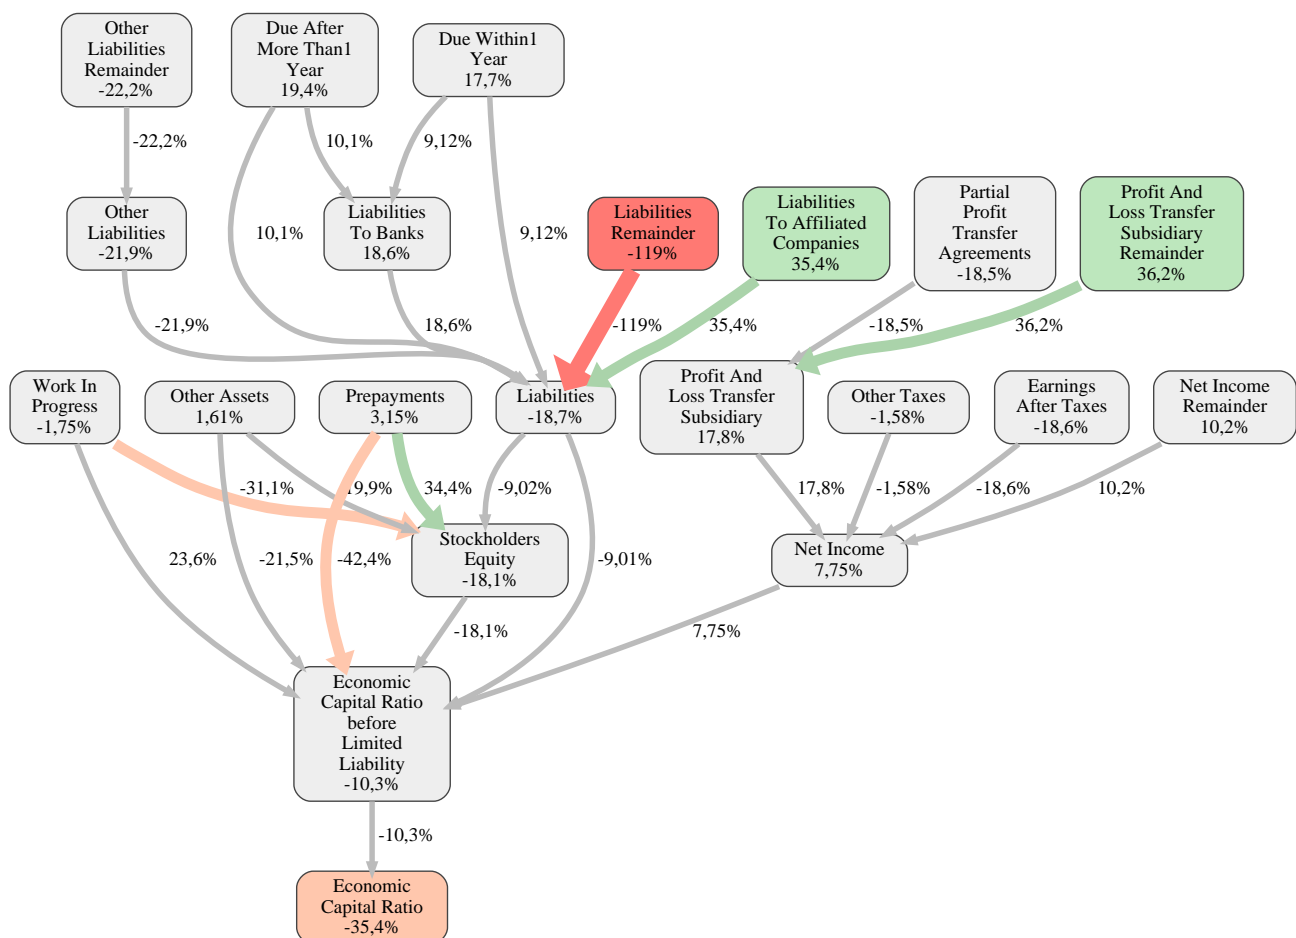 Other
Liabilities
Remainder
-22,2%
Due After
More Than1
Year
19,4%
Due Within1
Year
17,7%
-22,2%
10,1%
9,12%
Other
Liabilities
-21,9%
10,1%
Liabilities
To Banks
18,6%
9,12%
Liabilities
Remainder
-119%
Liabilities
To Affiliated
Companies
35,4%
Partial
Profit
Transfer
Agreements
-18,5%
Profit And
Loss Transfer
Subsidiary
Remainder
36,2%
-21,9%
18,6%
-119%
35,4%
-18,5%
36,2%
Work In
Progress
-1,75%
Other Assets
1,61%
Prepayments
3,15%
Liabilities
-18,7%
Profit And
Loss Transfer
Subsidiary
17,8%
Other Taxes
-1,58%
Earnings
After Taxes
-18,6%
Net Income
Remainder
10,2%
-31,1%
19,9%
34,4%
-9,02%
17,8%
-1,58%
-18,6%
10,2%
23,6%
-21,5%
-42,4%
Stockholders
Equity
-18,1%
-9,01%
Net Income
7,75%
-18,1%
7,75%
Economic
Capital Ratio
before
Limited
Liability
-10,3%
-10,3%
Economic
Capital Ratio
-35,4%